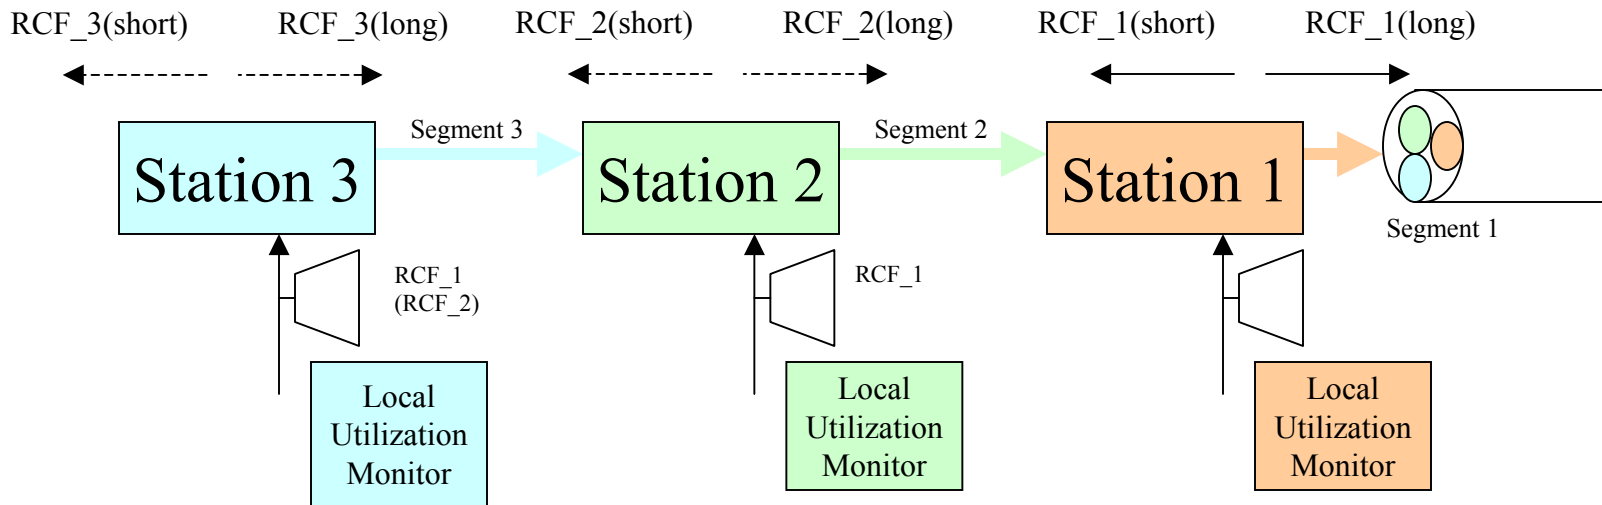 RCF_3(short)
RCF_3(long)
RCF_2(short)
RCF_2(long)
RCF_1(short)
RCF_1(long)
Segment 3
Segment 2
Station 3
Station 2
Station 1
Segment 1
RCF_1
(RCF_2)
RCF_1
Local
Utilization
Monitor
Local
Utilization
Monitor
Local
Utilization
Monitor